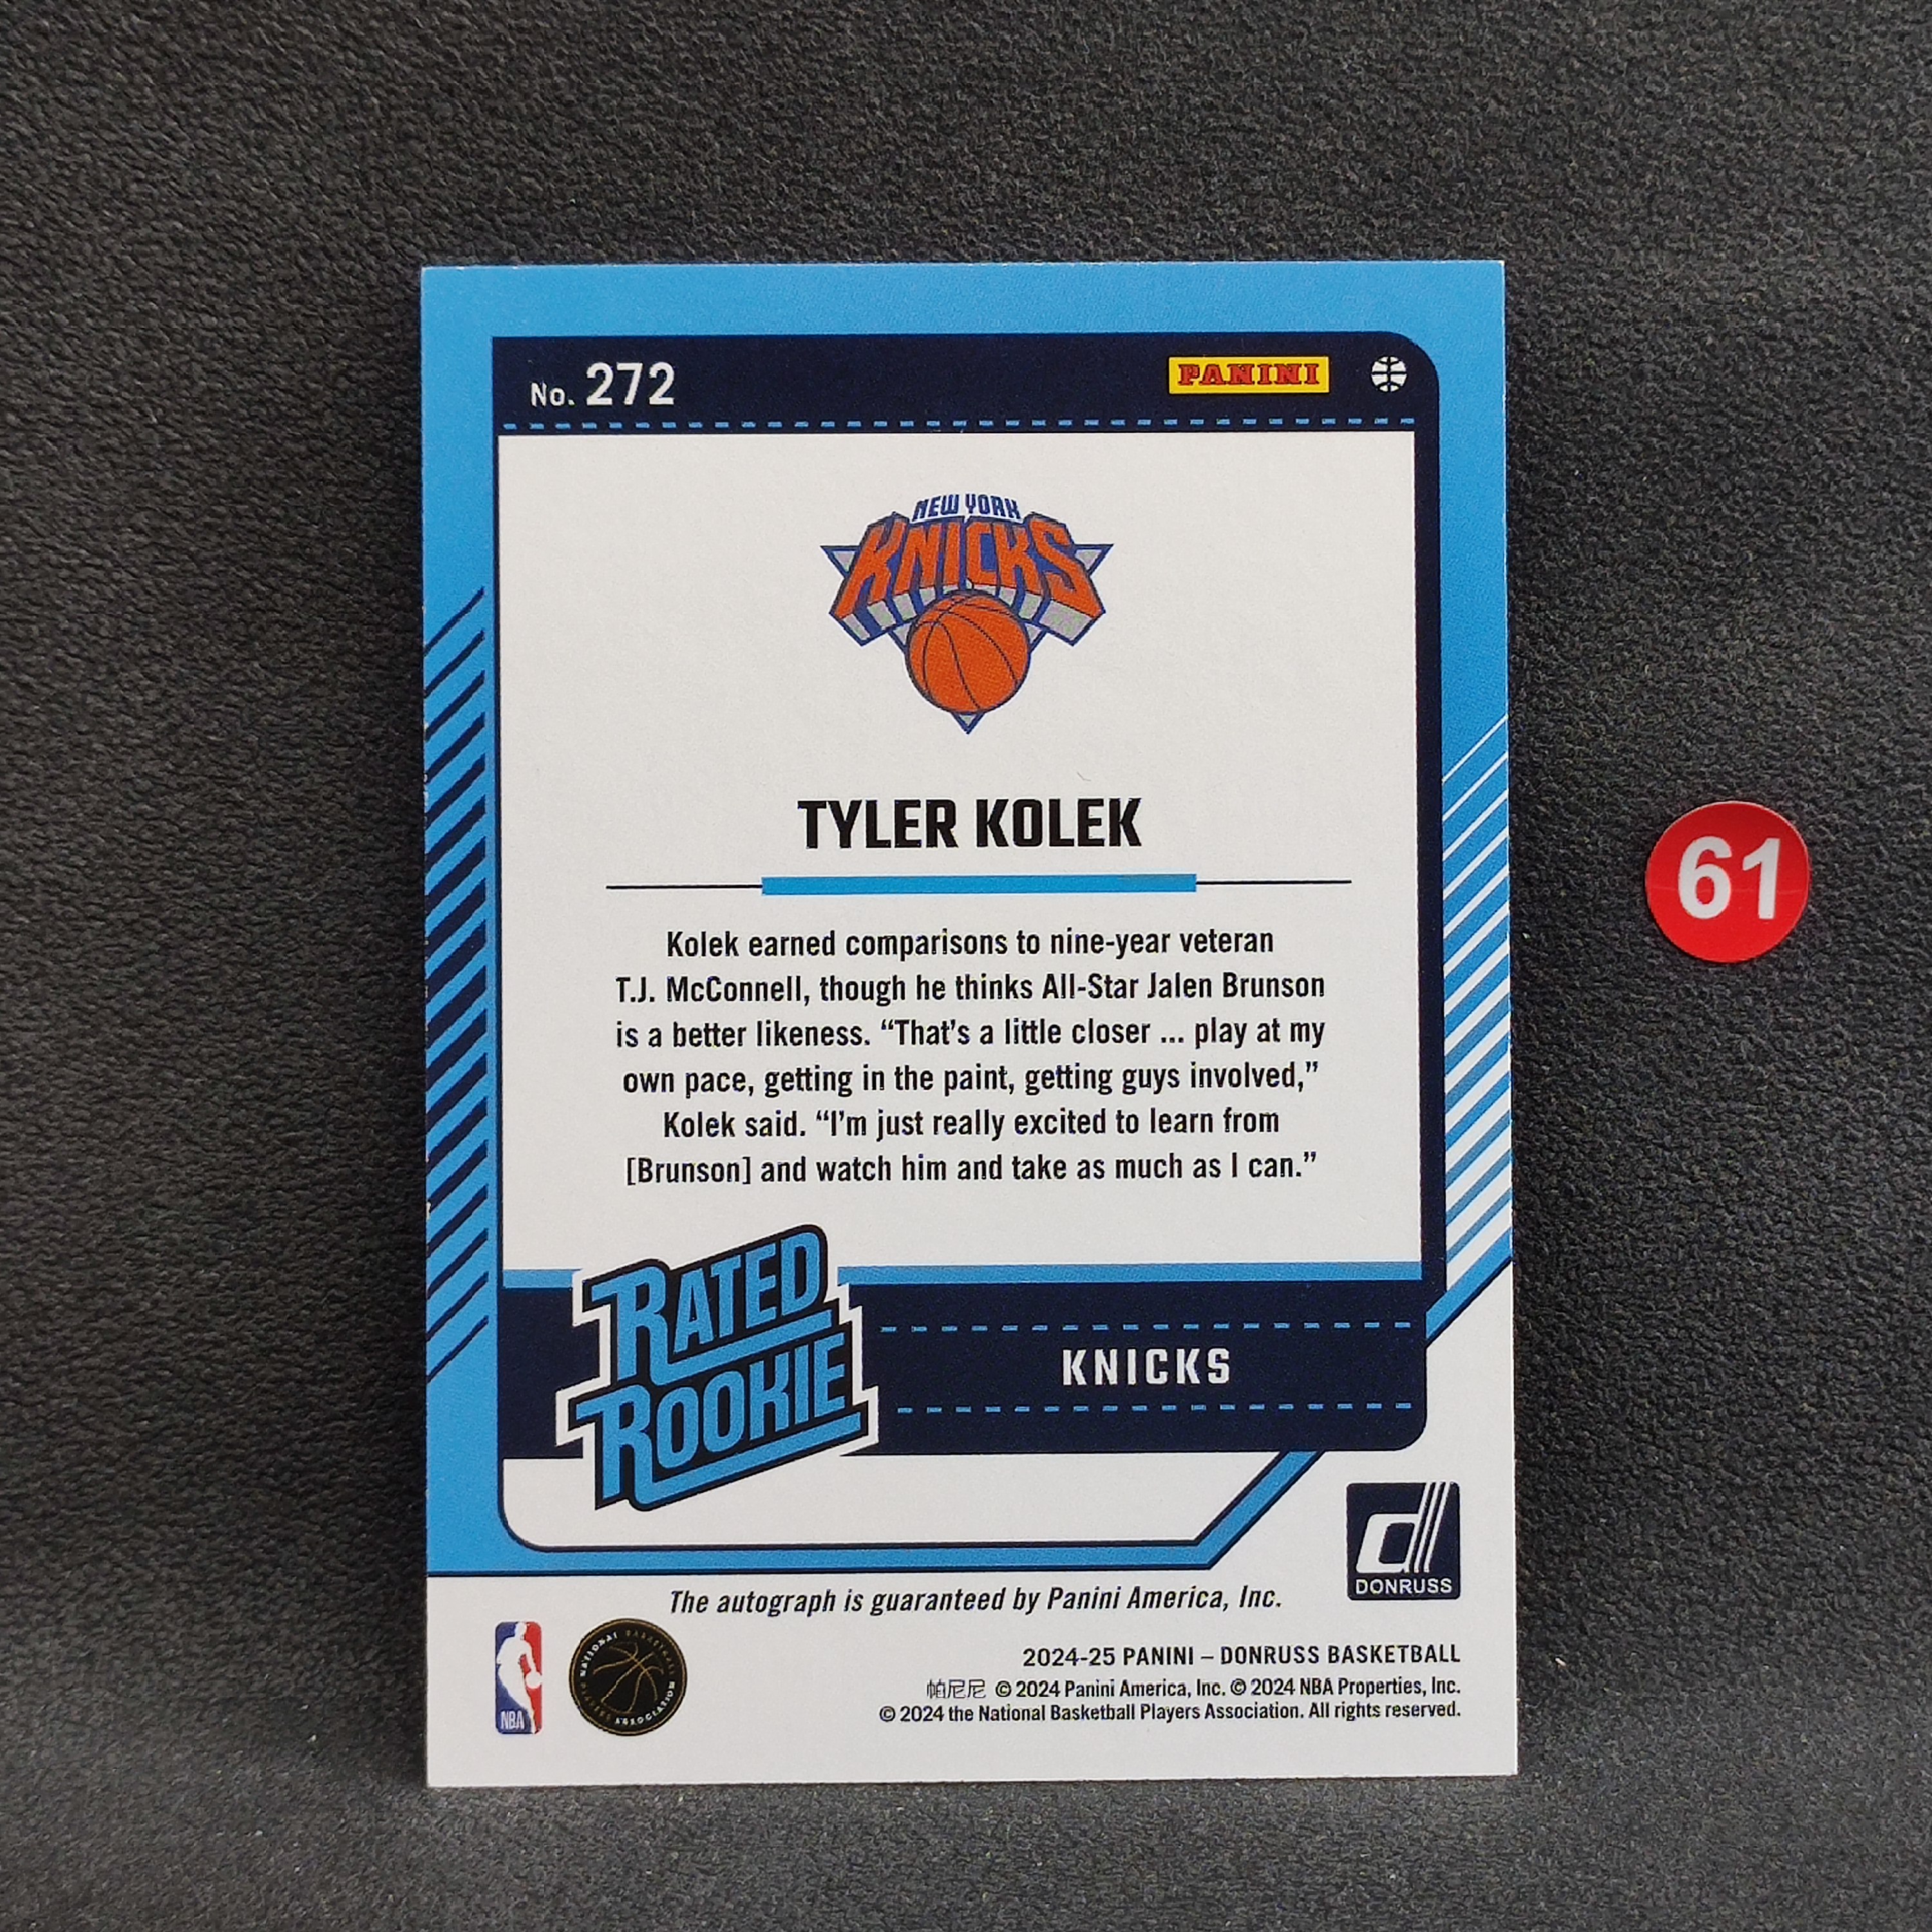 No. 272
PANINI
NEW YORK
KNICKS
TYLER KOLEK
Kolek earned comparisons to nine-year veteran
T.J. McConnell, though he thinks All-Star Jalen Brunson
is a better likeness. “That’s a little closer ... play at my
own pace, getting in the paint, getting guys involved,”
Kolek said. “I’m just really excited to learn from
[Brunson] and watch him and take as much as I can.”
61
RATED
ROOKIE
KNICKS
d
DONRUSS
The autograph is guaranteed by Panini America, Inc.
NBA
NATIONAL BASKETBALL
PLAYERS ASSOCIATION
2024-25 PANINI – DONRUSS BASKETBALL
帕尼尼 © 2024 Panini America, Inc. © 2024 NBA Properties, Inc.
© 2024 the National Basketball Players Association. All rights reserved.